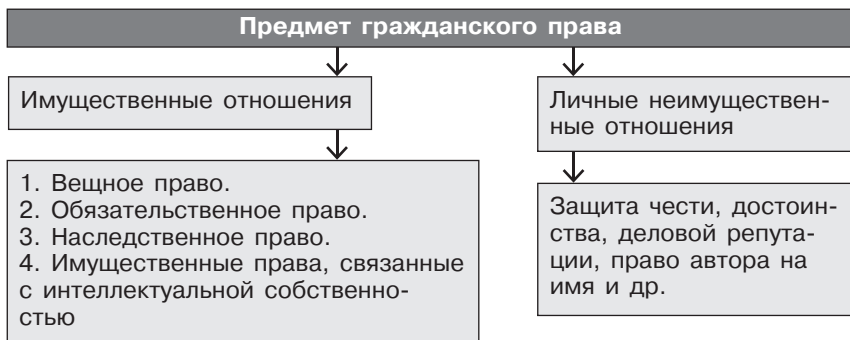 Предмет гражданского права
Имущественные отношения
1. Вещное право.
2. Обязательственное право.
3. Наследственное право.
4. Имущественные права, связанные
с интеллектуальной собственно-
стью
Личные неимуществен-
ные отношения
Защита чести, достоин-
ства, деловой репута-
ции, право автора на
имя и др.